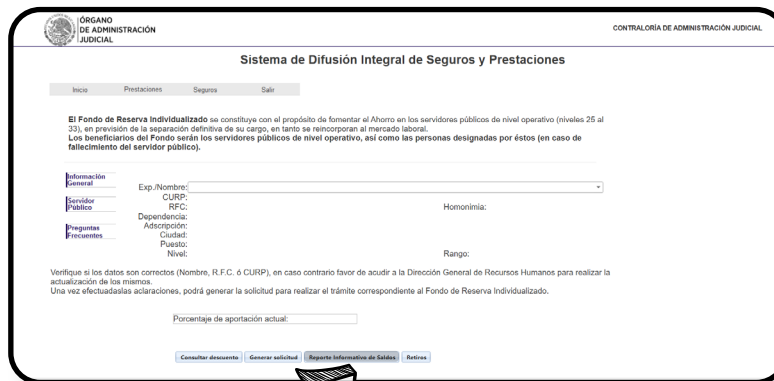 ÓRGANO
DE ADMINISTRACIÓN
JUDICIAL
CONTRALORÍA DE ADMINISTRACIÓN JUDICIAL
Sistema de Difusión Integral de Seguros y Prestaciones
Inicio Prestaciones Seguros Salir
El Fondo de Reserva Individualizado se constituye con el propósito de fomentar el Ahorro en los servidores públicos de nivel operativo (niveles 25 al
33), en previsión de la separación definitiva de su cargo, en tanto se reincorporan al mercado laboral.
Los beneficiarios del Fondo serán los servidores públicos de nivel operativo, así como las personas designadas por éstos (en caso de
fallecimiento del servidor público).
Información
General
Servidor
Público
Preguntas
Frecuentes
Exp./Nombre:
CURP:
RFC: Homonimia:
Dependencia:
Adscripción:
Ciudad:
Puesto:
Nivel: Rango:
Verifique si los datos son correctos (Nombre, R.F.C. ó CURP), en caso contrario favor de acudir a la Dirección General de Recursos Humanos para realizar la
actualización de los mismos.
Una vez efectuadaslas aclaraciones, podrá generar la solicitud para realizar el trámite correspondiente al Fondo de Reserva Individualizado.
Porcentaje de aportación actual:
Consultar descuento Generar solicitud Reporte Informativo de Saldos Retiros